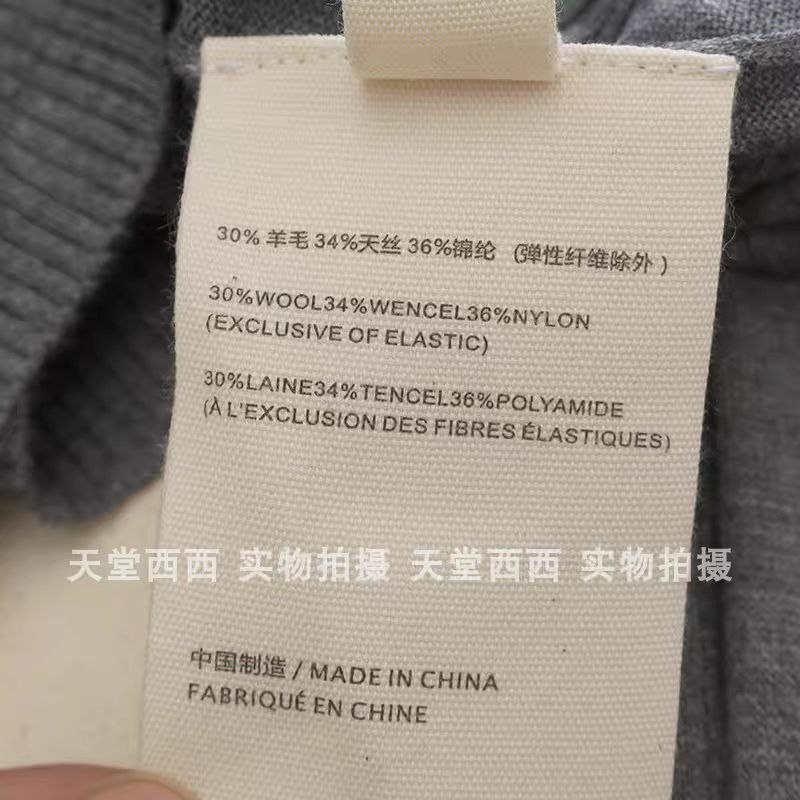 30% 羊毛 34%天丝 36%锦纶 (弹性纤维除外)
30%WOOL34%WENCEL36%NYLON
(EXCLUSIVE OF ELASTIC)
30%LAINE34%TENCEL36%POLYAMIDE
(À L'EXCLUSION DES FIBRES ÉLASTIQUES)
天堂西西 实物拍摄 天堂西西 实物拍摄
中国制造 / MADE IN CHINA
FABRIQUÉ EN CHINE